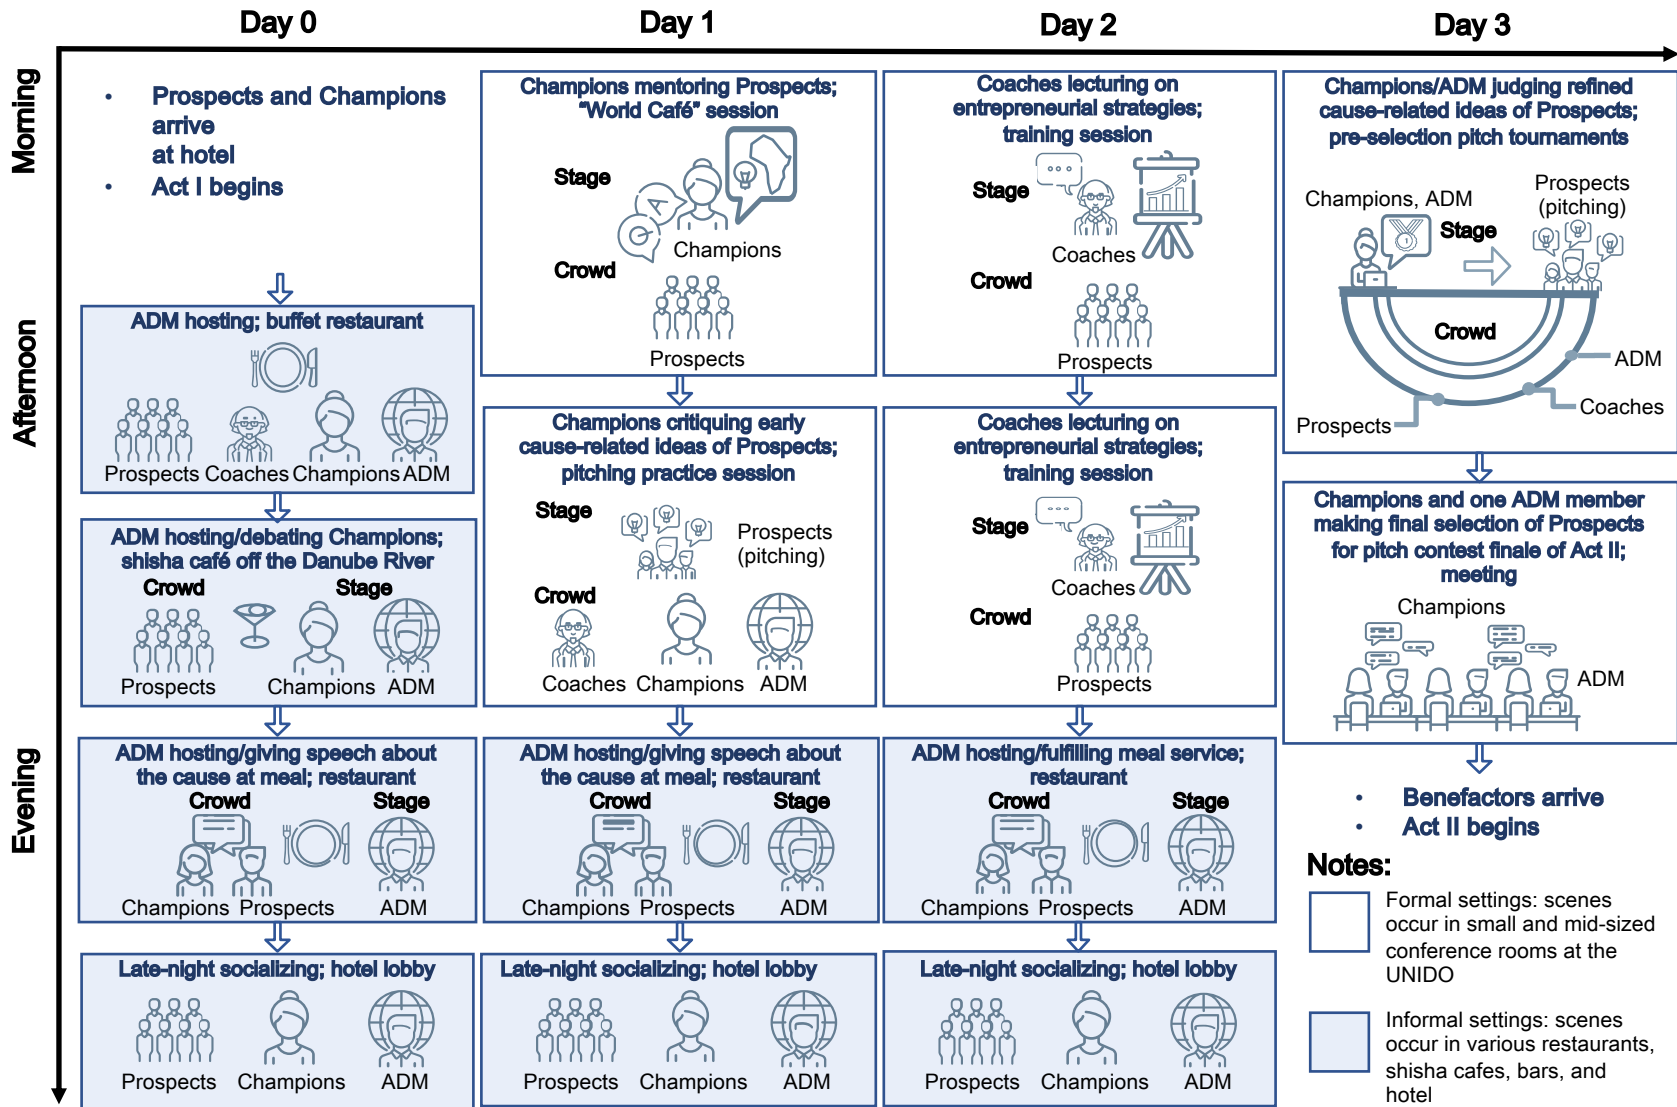 Day 0
Day 1
Day 2
Day 3
Morning
Afternoon
Evening
• Prospects and Champions
arrive
at hotel
• Act I begins
ADM hosting; buffet restaurant
Prospects Coaches Champions ADM
ADM hosting/debating Champions;
shisha café off the Danube River
Crowd Stage
Prospects Champions ADM
ADM hosting/giving speech about
the cause at meal; restaurant
Crowd Stage
Champions Prospects ADM
Late-night socializing; hotel lobby
Prospects Champions ADM
Champions mentoring Prospects;
“World Café” session
Stage
A
Q
Champions
Crowd
Prospects
Champions critiquing early
cause-related ideas of Prospects;
pitching practice session
Stage
Prospects
(pitching)
Crowd
Coaches Champions ADM
ADM hosting/giving speech about
the cause at meal; restaurant
Crowd Stage
Champions Prospects ADM
Late-night socializing; hotel lobby
Prospects Champions ADM
Coaches lecturing on
entrepreneurial strategies;
training session
Stage
Coaches
Crowd
Prospects
Coaches lecturing on
entrepreneurial strategies;
training session
Stage
Coaches
Crowd
Prospects
ADM hosting/fulfilling meal service;
restaurant
Crowd Stage
Champions Prospects ADM
Late-night socializing; hotel lobby
Prospects Champions ADM
Champions/ADM judging refined
cause-related ideas of Prospects;
pre-selection pitch tournaments
Champions, ADM
Prospects
(pitching)
Stage
1
Crowd
ADM
Coaches
Prospects
Champions and one ADM member
making final selection of Prospects
for pitch contest finale of Act II;
meeting
Champions
ADM
• Benefactors arrive
• Act II begins
Notes:
Formal settings: scenes
occur in small and mid-sized
conference rooms at the
UNIDO
Informal settings: scenes
occur in various restaurants,
shisha cafes, bars, and
hotel